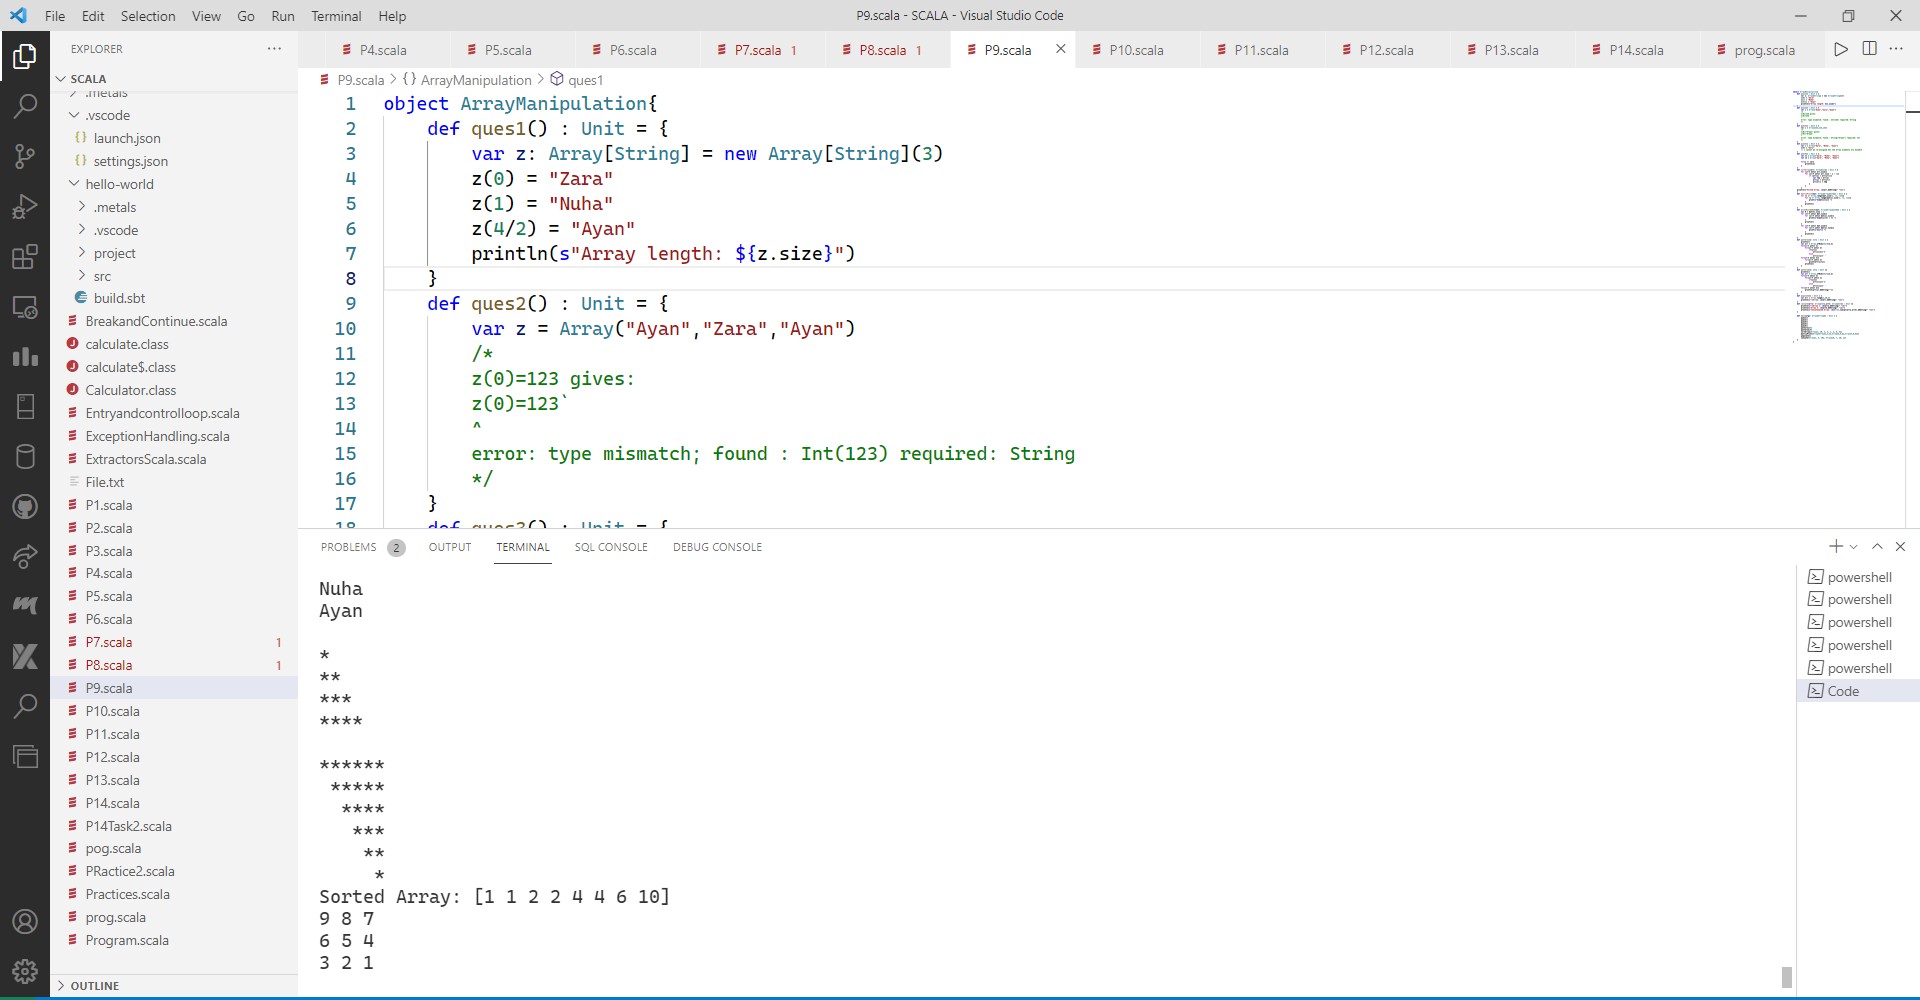 File Edit Selection View Go Run Terminal Help
P9.scala - SCALA - Visual Studio Code
EXPLORER
SCALA
.metals
.vscode
launch.json
settings.json
hello-world
.metals
.vscode
project
src
build.sbt
BreakandContinue.scala
calculate.class
calculate$.class
Calculator.class
Entryandcontrolloop.scala
ExceptionHandling.scala
ExtractorsScala.scala
File.txt
P1.scala
P2.scala
P3.scala
P4.scala
P5.scala
P6.scala
P7.scala 1
P8.scala 1
P9.scala
P10.scala
P11.scala
P12.scala
P13.scala
P14.scala
P14Task2.scala
pog.scala
PRactice2.scala
Practices.scala
prog.scala
Program.scala
OUTLINE
P4.scala P5.scala P6.scala P7.scala 1 P8.scala 1 P9.scala P10.scala P11.scala P12.scala P13.scala P14.scala prog.scala
P9.scala > {} ArrayManipulation > ques1
1 object ArrayManipulation{
2 def ques1() : Unit = {
3 var z: Array[String] = new Array[String](3)
4 z(0) = "Zara"
5 z(1) = "Nuha"
6 z(4/2) = "Ayan"
7 println(s"Array length: ${z.size}")
8 }
9 def ques2() : Unit = {
10 var z = Array("Ayan","Zara","Ayan")
11 /*
12 z(0)=123 gives:
13 z(0)=123`
14 ^
15 error: type mismatch; found : Int(123) required: String
16 */
17 }
18 def ques3() : Unit = {
PROBLEMS 2 OUTPUT TERMINAL SQL CONSOLE DEBUG CONSOLE
Nuha
Ayan
*
**
***
****
******
*****
****
***
**
*
Sorted Array: [1 1 2 2 4 4 6 10]
9 8 7
6 5 4
3 2 1
powershell
powershell
powershell
powershell
powershell
Code